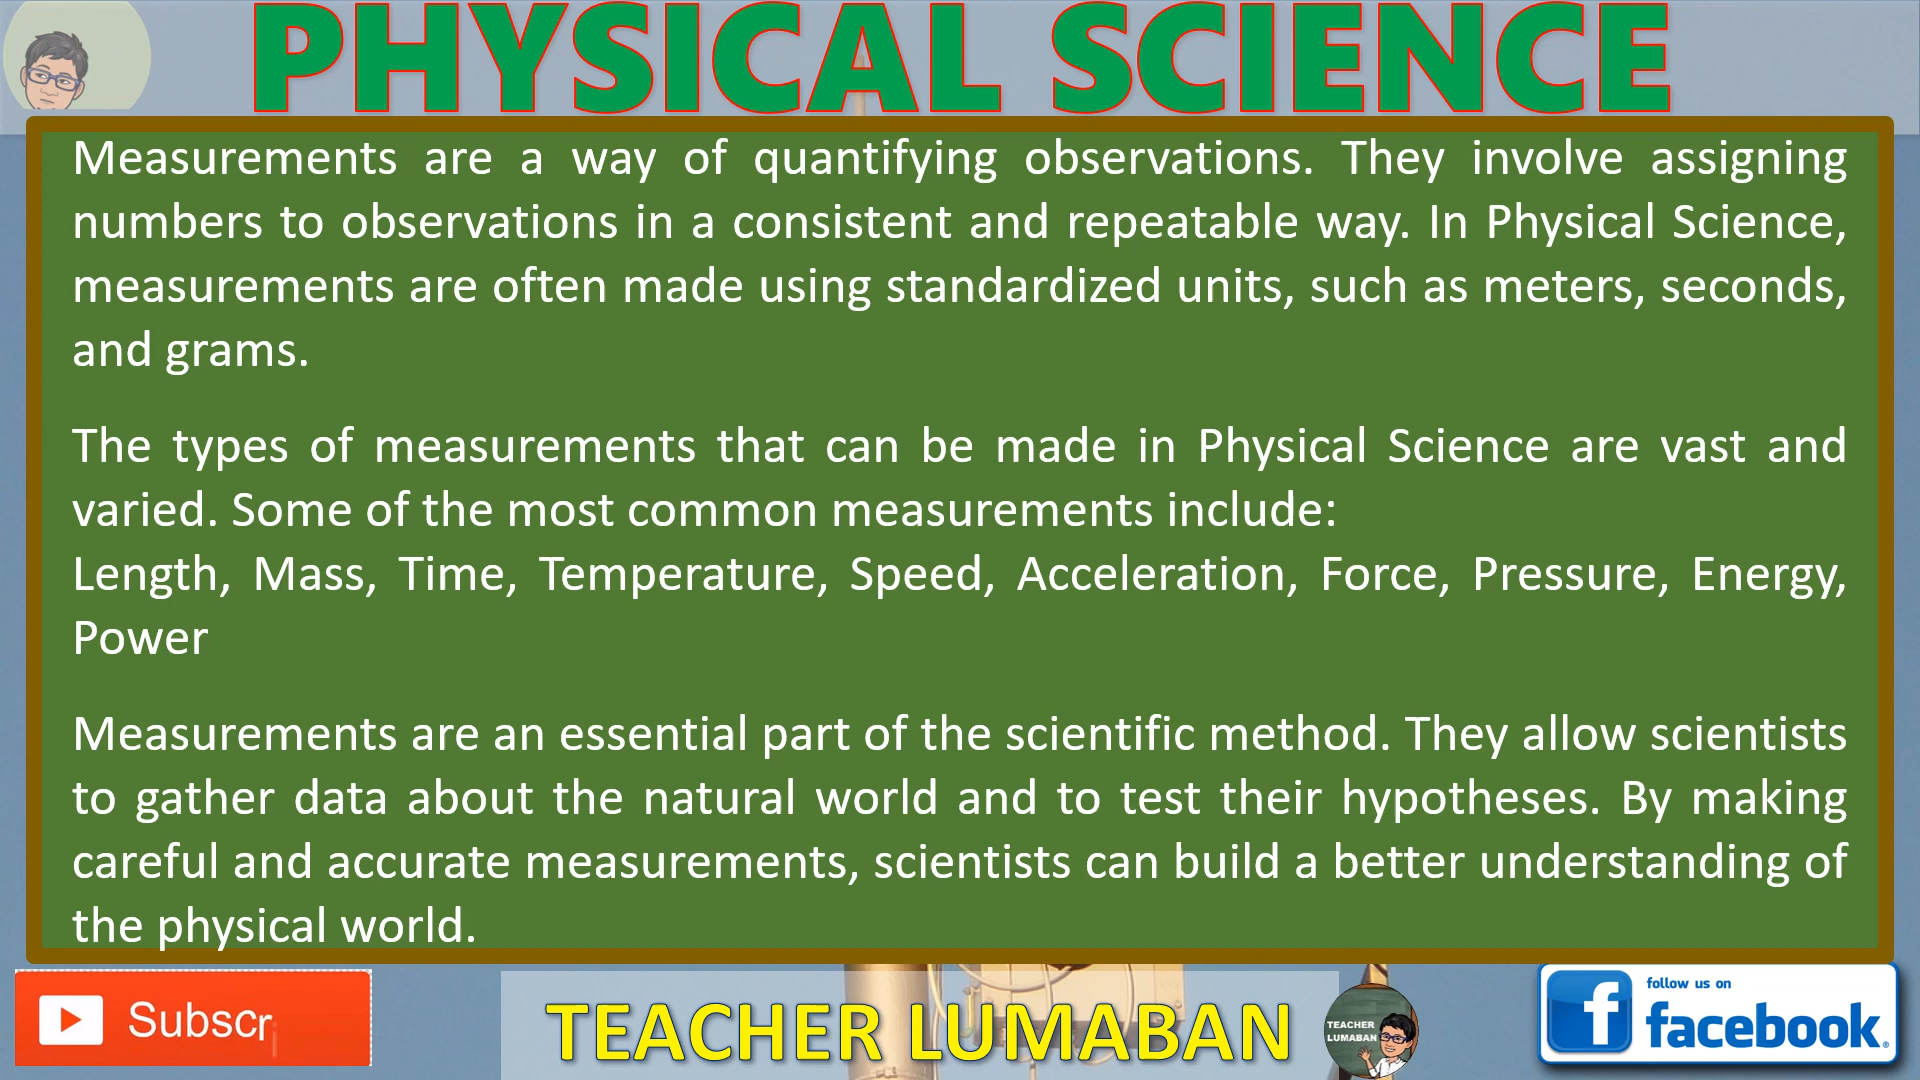 PHYSICAL SCIENCE
Measurements are a way of quantifying observations. They involve assigning
numbers to observations in a consistent and repeatable way. In Physical Science,
measurements are often made using standardized units, such as meters, seconds,
and grams.
The types of measurements that can be made in Physical Science are vast and
varied. Some of the most common measurements include:
Length, Mass, Time, Temperature, Speed, Acceleration, Force, Pressure, Energy,
Power
Measurements are an essential part of the scientific method. They allow scientists
to gather data about the natural world and to test their hypotheses. By making
careful and accurate measurements, scientists can build a better understanding of
the physical world.
Subscr
TEACHER LUMABAN
TEACHER
LUMABAN
follow us on
facebook